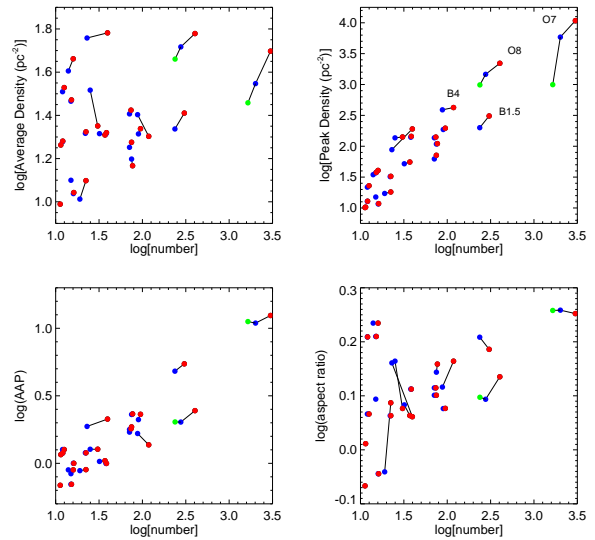 log[Average Density (pc⁻²)]
1.8
1.6
1.4
1.2
1.0
1.0 1.5 2.0 2.5 3.0 3.5
log[number]
log[Peak Density (pc⁻²)]
4.0
3.5
3.0
2.5
2.0
1.5
1.0
O7
O8
B4
B1.5
1.0 1.5 2.0 2.5 3.0 3.5
log[number]
log(AAP)
1.0
0.5
0.0
1.0 1.5 2.0 2.5 3.0 3.5
log[number]
log(aspect ratio)
0.3
0.2
0.1
0.0
-0.1
1.0 1.5 2.0 2.5 3.0 3.5
log[number]